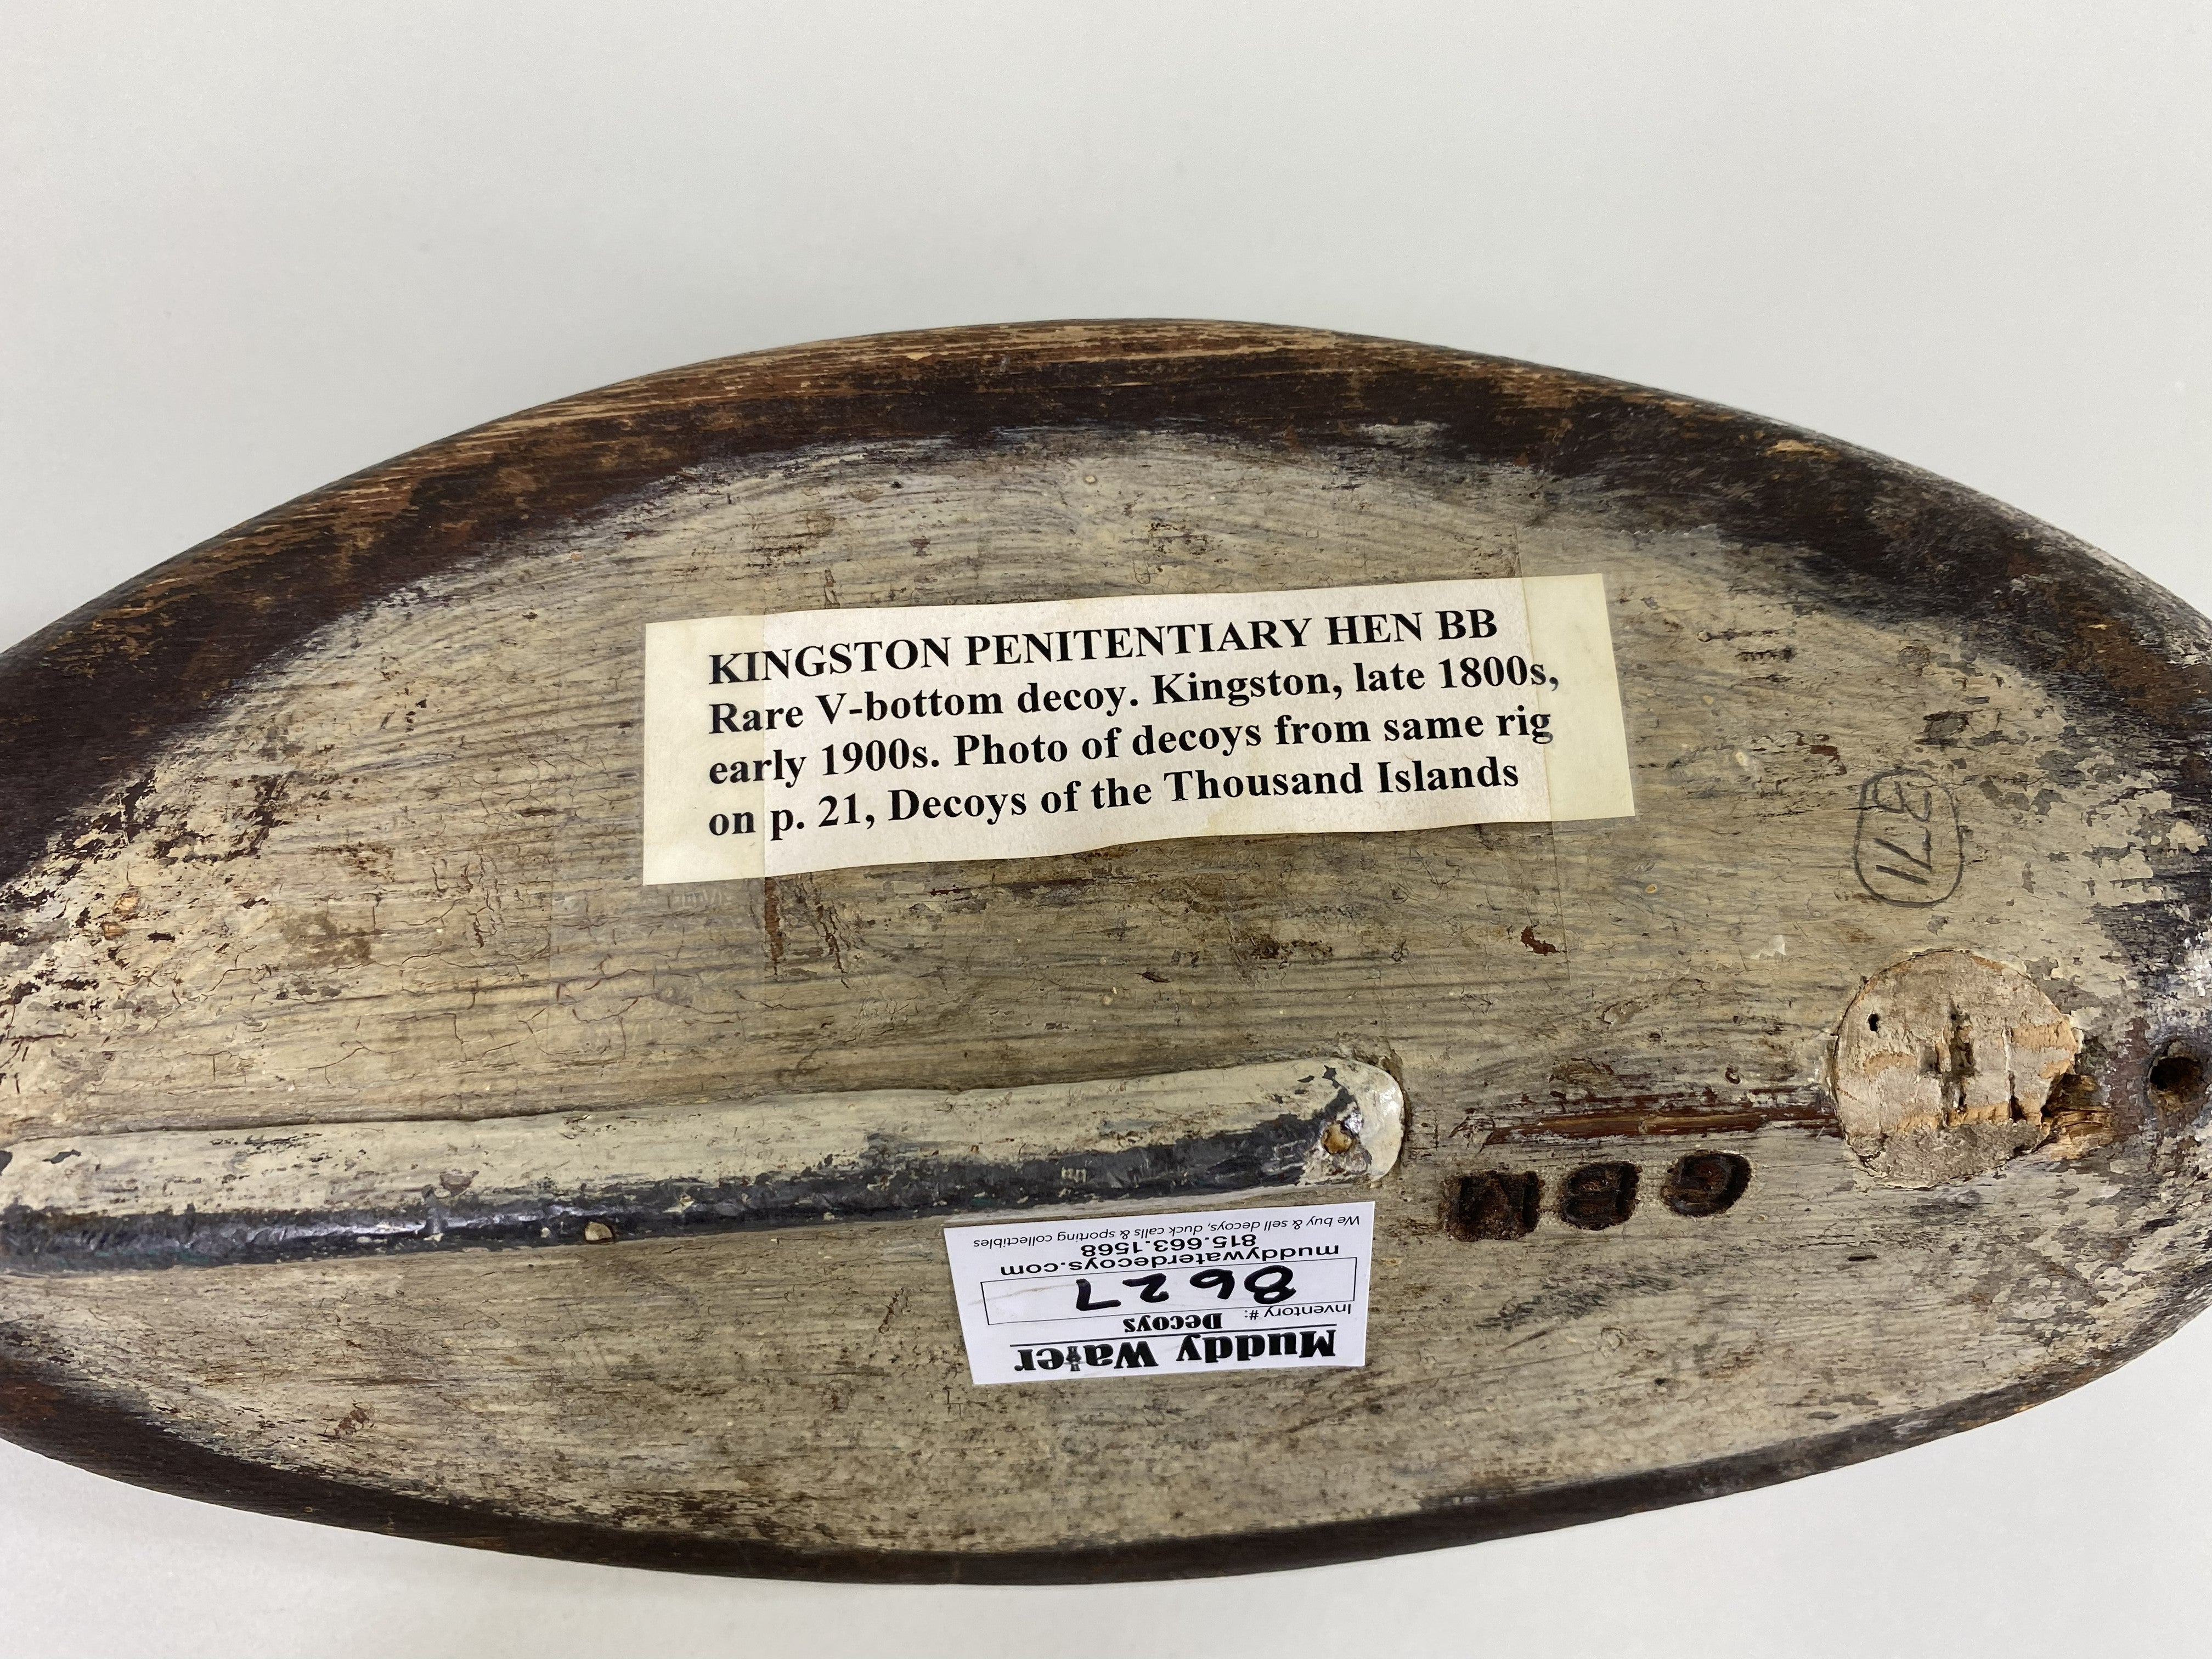 KINGSTON PENITENTIARY HEN BB
Rare V-bottom decoy. Kingston, late 1800s,
early 1900s. Photo of decoys from same rig
on p. 21, Decoys of the Thousand Islands
371
Muddy Water
Decoys
Inventory #:
8627
muddywaterdecoys.com
815.663.1568
We buy & sell decoys, duck calls & sporting collectibles